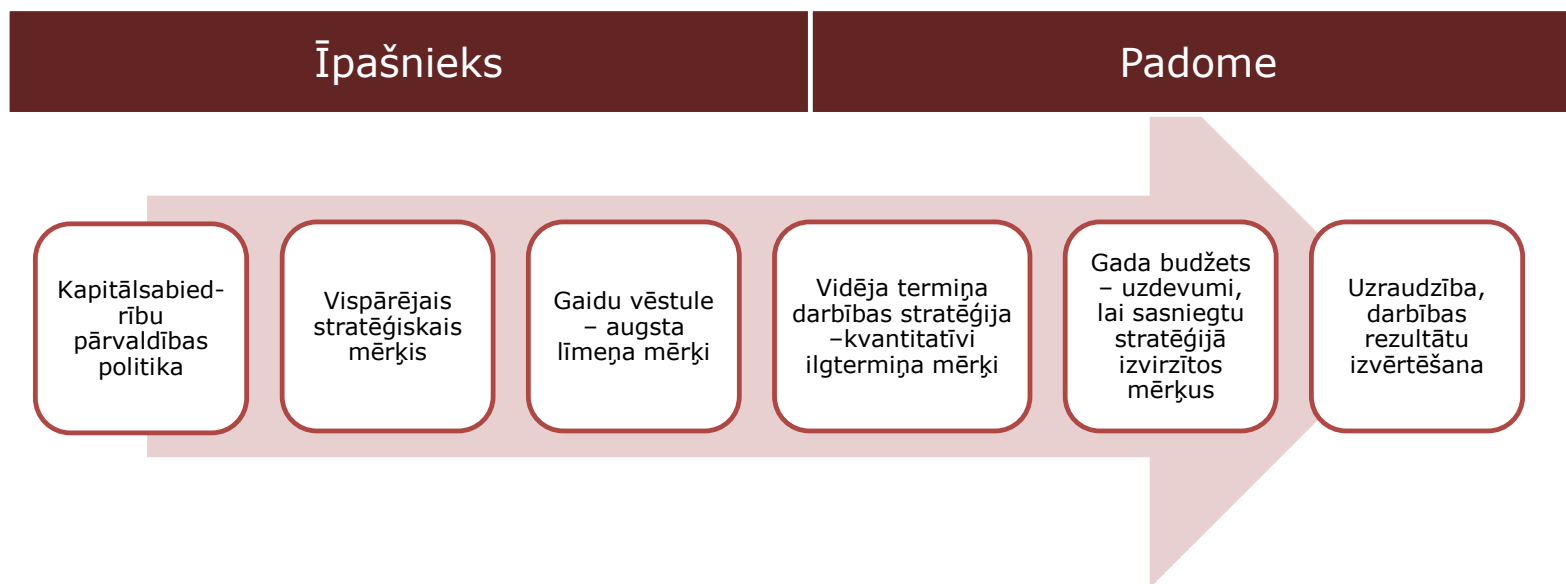 Īpašnieks
Padome
Kapitālsabied-
rību
pārvaldības
politika
Vispārējais
stratēģiskais
mērķis
Gaidu vēstule
– augsta
līmeņa mērķi
Vidēja termiņa
darbības stratēģija
–kvantitatīvi
ilgtermiņa mērķi
Gada budžets
– uzdevumi,
lai sasniegtu
stratēģijā
izvirzītos
mērķus
Uzraudzība,
darbības
rezultātu
izvērtēšana